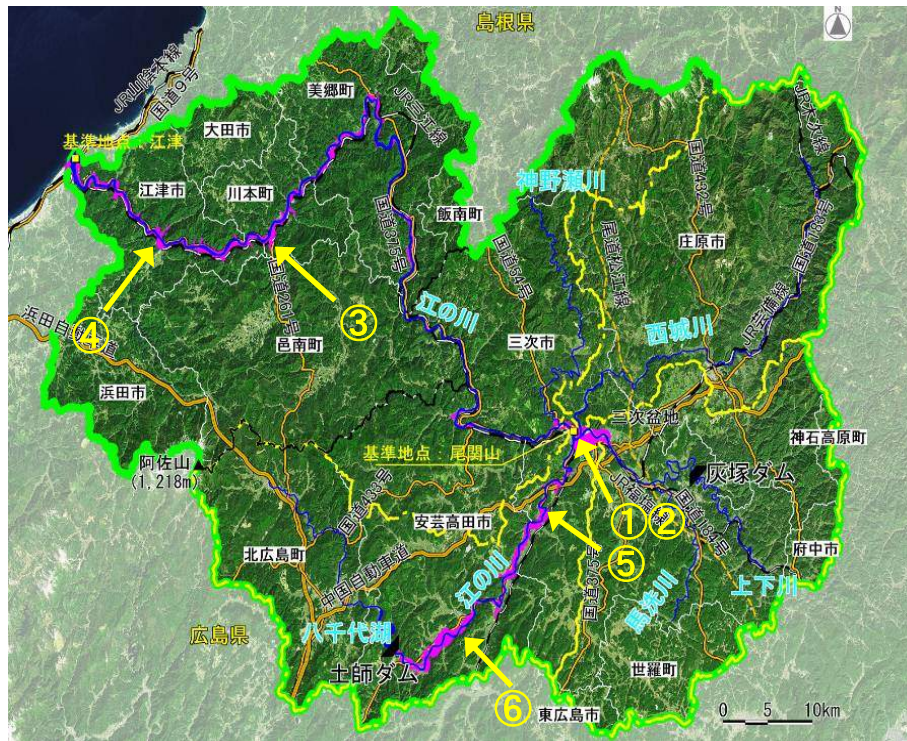 島根県
N
JR山陰本線
国道9号
美郷町
JR三江線
大田市
基準地点：江津
JR木次線
神野瀬川
国道432号
江津市
川本町
国道375号
飯南町
国道54号
尾道松江線
庄原市
国道183号
④
③
国道261号
江の川
西城川
JR芸備線
浜田自動車道
邑南町
三次市
浜田市
三次盆地
神石高原町
基準地点：尾関山
阿佐山
(1,218m)
灰塚ダム
国道433号
JR福塩線
国道184号
安芸高田市
①②
北広島町
中国自動車道
⑤
府中市
江の川
国道375号
馬洗川
上下川
広島県
八千代湖
土師ダム
世羅町
⑥
東広島市
0 5 10km